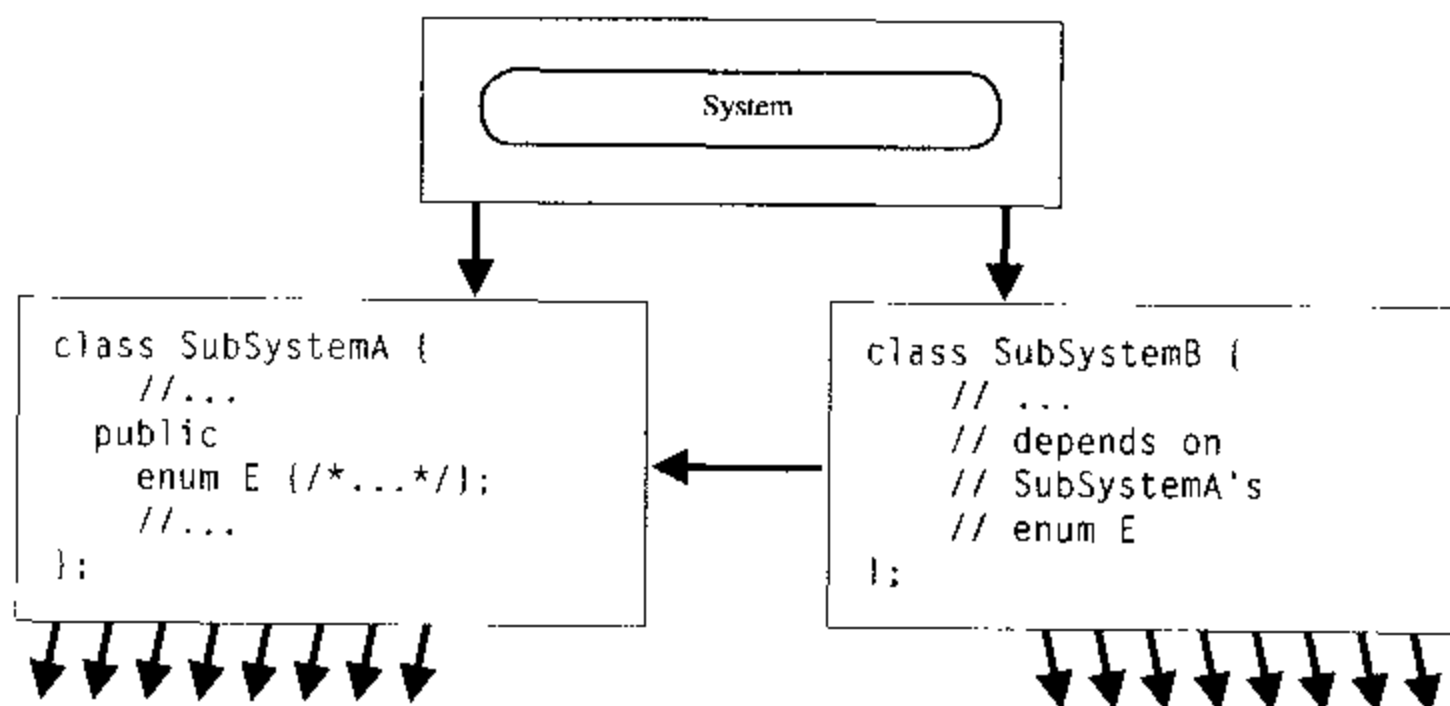 System
class SubSystemA {
//...
public
enum E {/*...*/};
//...
};
class SubSystemB {
// ...
// depends on
// SubSystemA's
// enum E
};